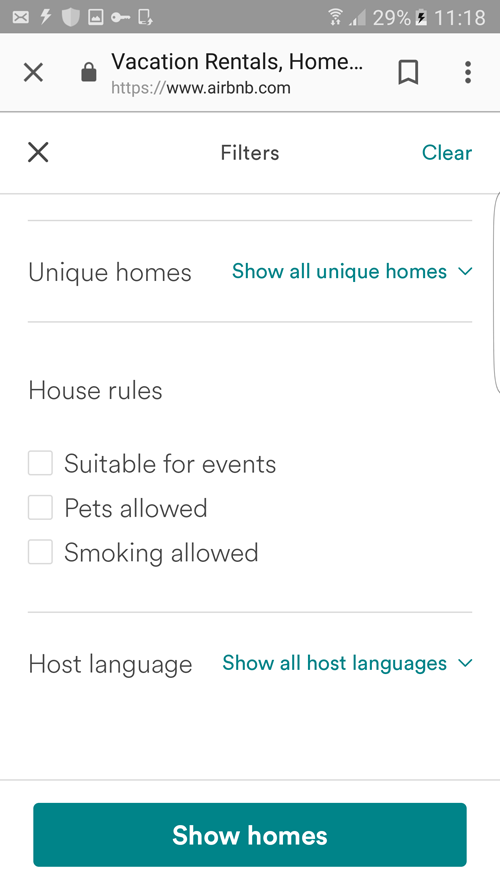 29% 11:18
Vacation Rentals, Home...
https://www.airbnb.com
Filters Clear
Unique homes Show all unique homes
House rules
Suitable for events
Pets allowed
Smoking allowed
Host language Show all host languages
Show homes